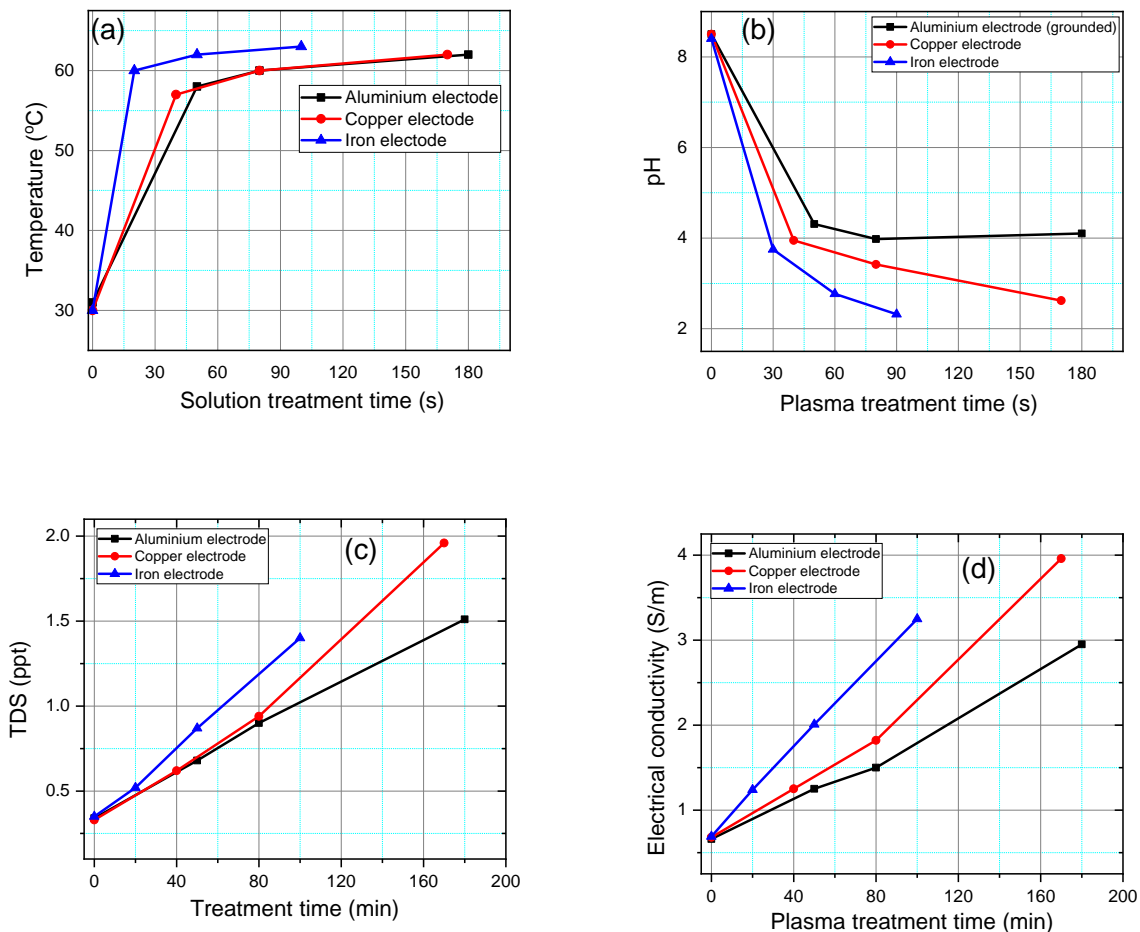 (a)
Temperature (ºC)
60
50
40
30
Aluminium electode
Copper electode
Iron electode
0 30 60 90 120 150 180
Solution treatment time (s)
(b)
pH
8
6
4
2
Aluminium electrode (grounded)
Copper electrode
Iron electrode
0 30 60 90 120 150 180
Plasma treatment time (s)
(c)
TDS (ppt)
2.0
1.5
1.0
0.5
Aluminium electrode
Copper electrode
Iron electrode
0 40 80 120 160 200
Treatment time (min)
(d)
Electrical conductivity (S/m)
4
3
2
1
Aluminium electrode
Copper electrode
Iron electrode
0 40 80 120 160 200
Plasma treatment time (min)